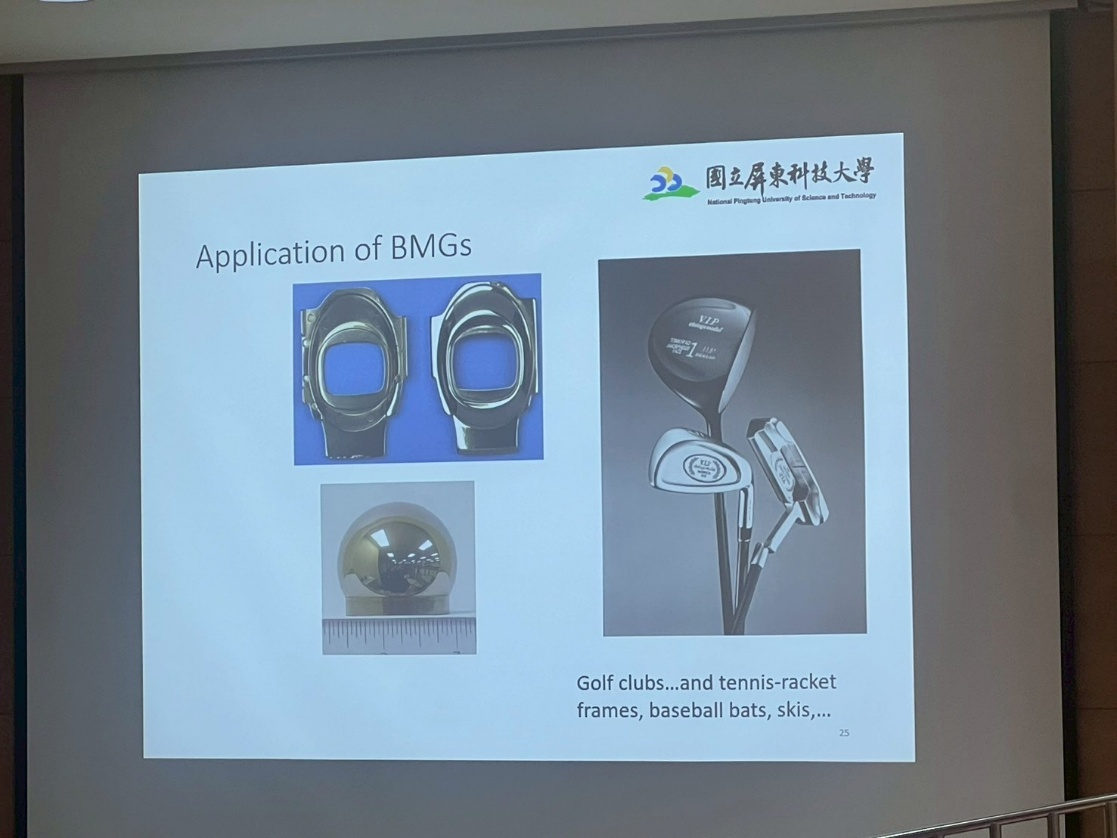 國立屏東科技大學
National Pingtung University of Science and Technology
Application of BMGs
V.I.P
1
V.I.P
Golf clubs...and tennis-racket
frames, baseball bats, skis,...
25